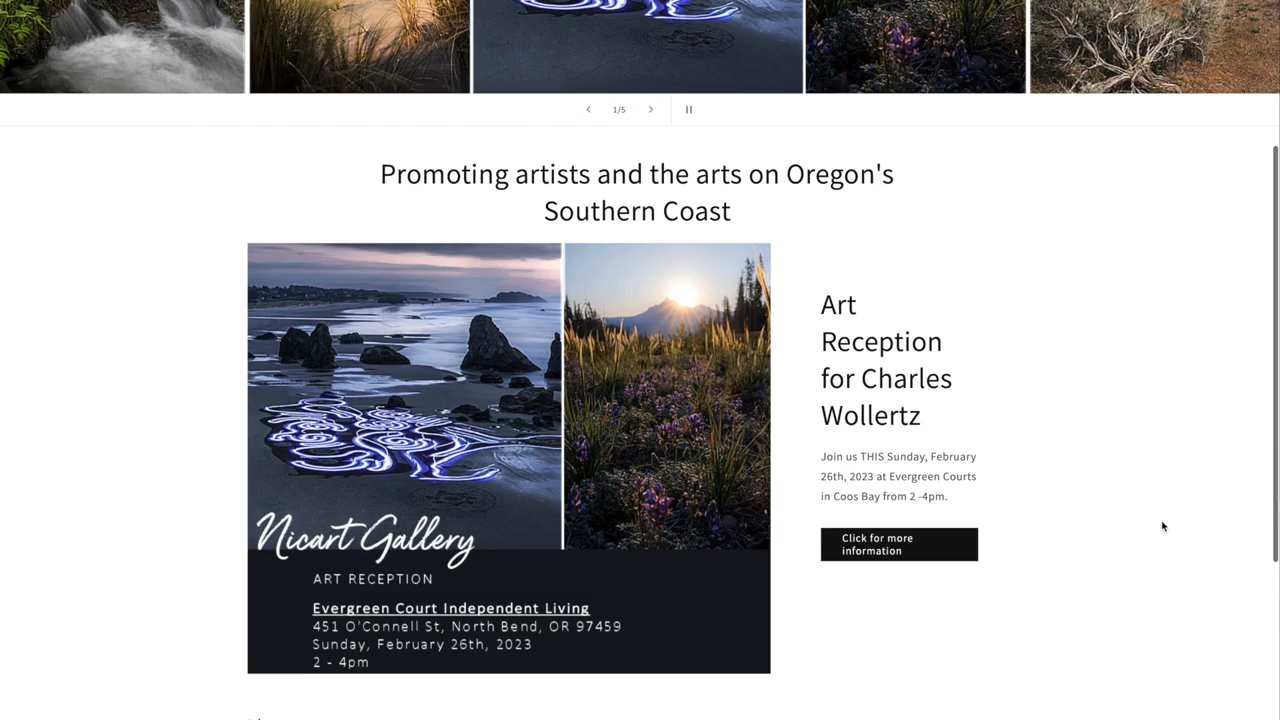 1/5
Promoting artists and the arts on Oregon's
Southern Coast
Nicart Gallery
ART RECEPTION
Evergreen Court Independent Living
451 O'Connell St, North Bend, OR 97459
Sunday, February 26th, 2023
2 - 4pm
Art
Reception
for Charles
Wollertz
Join us THIS Sunday, February
26th, 2023 at Evergreen Courts
in Coos Bay from 2 -4pm.
Click for more
information